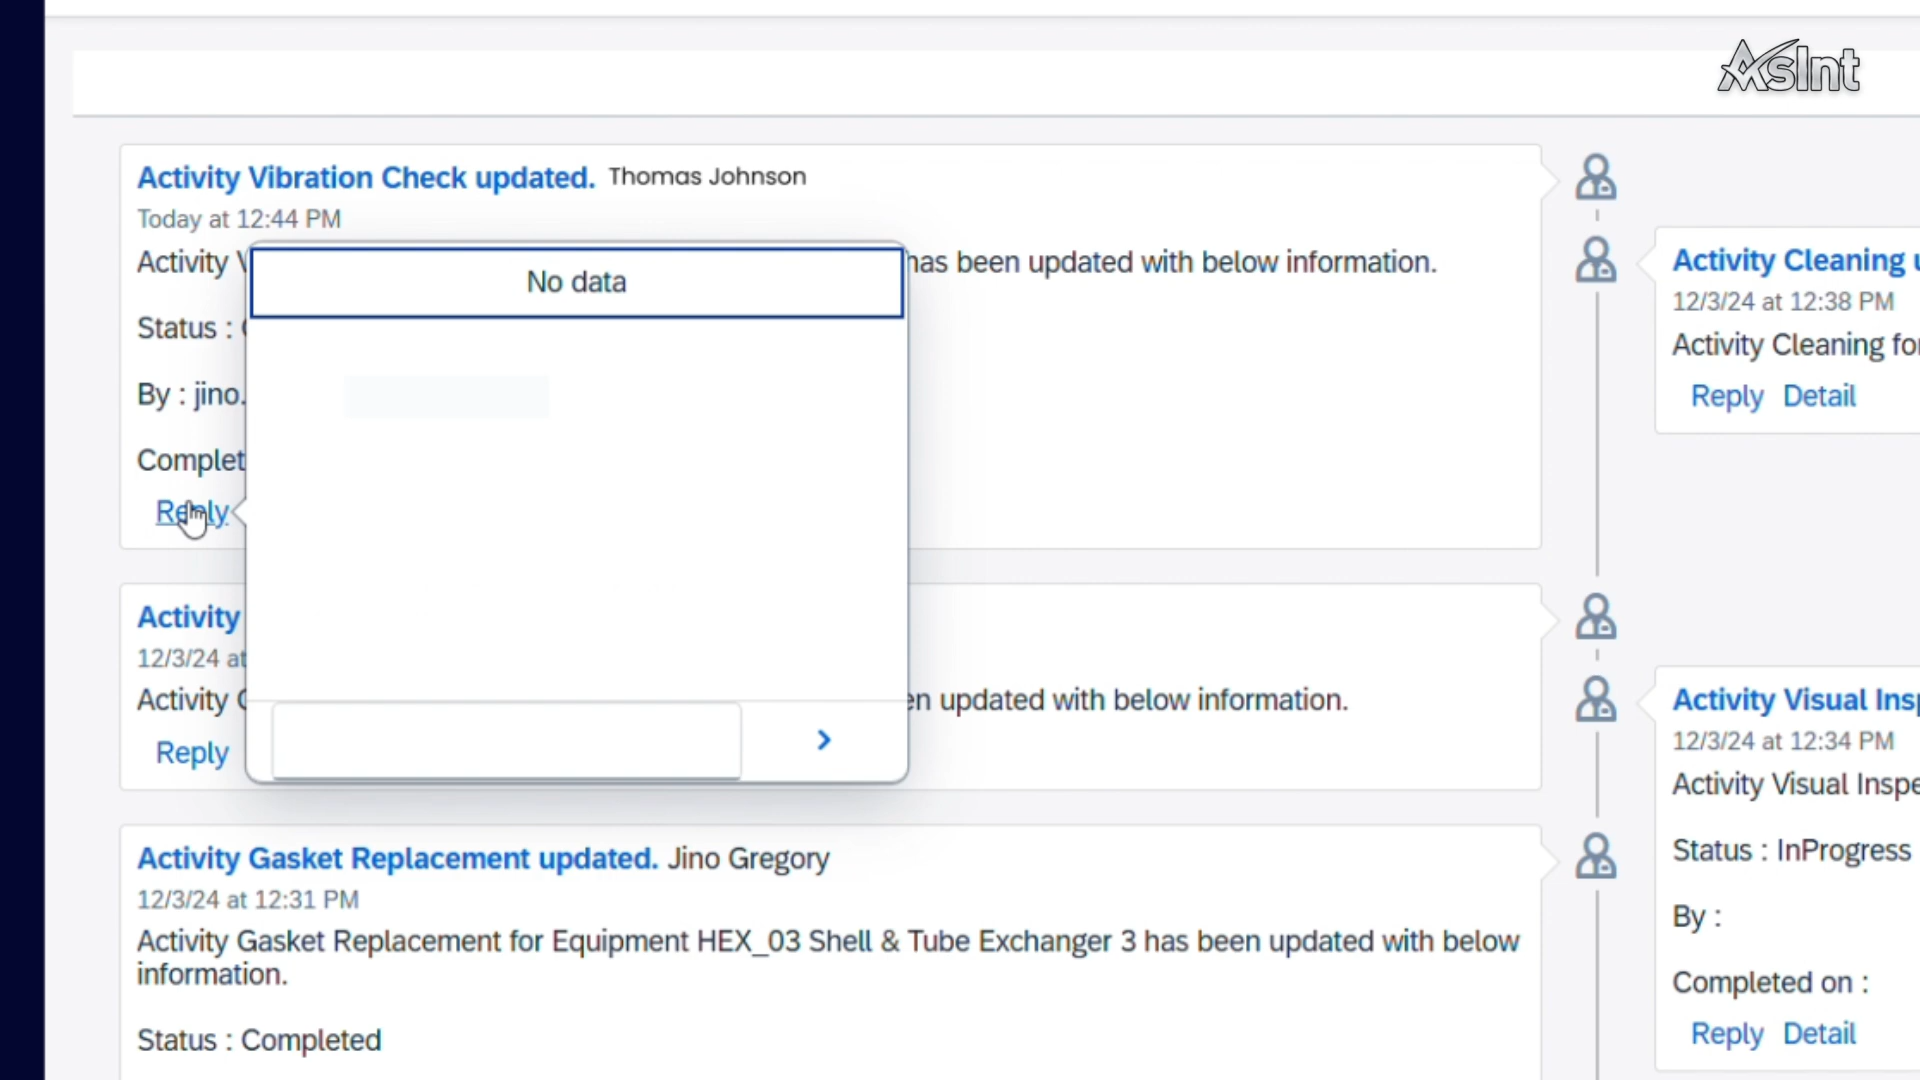 AsInt
Activity Vibration Check updated. Thomas Johnson
Today at 12:44 PM
Activity has been updated with below information.
Status :
By : jino.
Reply
No data
Activity
12/3/24 at
Activity updated with below information.
Reply
Activity Gasket Replacement updated. Jino Gregory
12/3/24 at 12:31 PM
Activity Gasket Replacement for Equipment HEX_03 Shell & Tube Exchanger 3 has been updated with below
information.
Status : Completed
Activity Cleaning
12/3/24 at 12:38 PM
Activity Cleaning
Reply Detail
Activity Visual
12/3/24 at 12:34 PM
Activity Visual
Status : InProgress
By :
Completed on :
Reply Detail